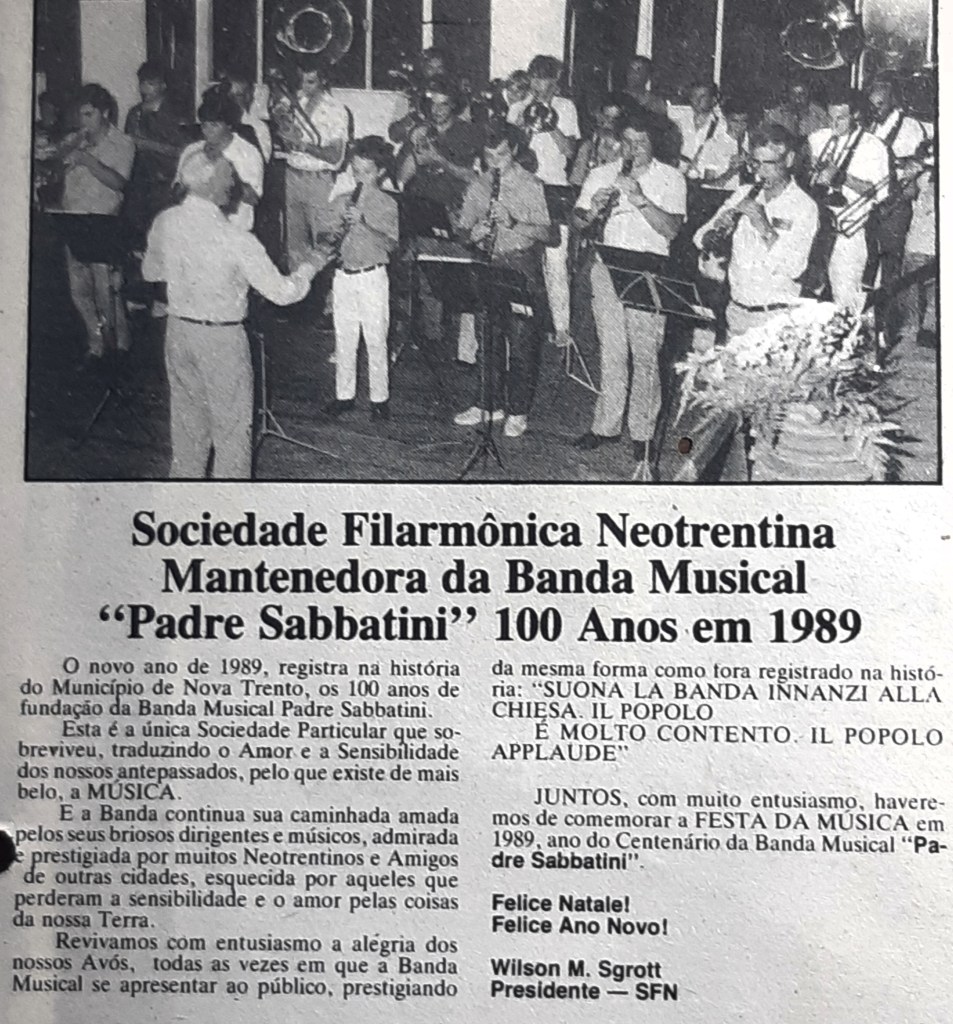 Sociedade Filarmônica Neotrentina
Mantenedora da Banda Musical
“Padre Sabbatini” 100 Anos em 1989
O novo ano de 1989, registra na história
do Município de Nova Trento, os 100 anos de
fundação da Banda Musical Padre Sabbatini.
Esta é a única Sociedade Particular que so-
breviveu, traduzindo o Amor e a Sensibilidade
dos nossos antepassados, pelo que existe de mais
belo, a MÚSICA.
E a Banda continua sua caminhada amada
pelos seus briosos dirigentes e músicos, admirada
e prestigiada por muitos Neotrentinos e Amigos
de outras cidades, esquecida por aqueles que
perderam a sensibilidade e o amor pelas coisas
da nossa Terra.
Revivamos com entusiasmo a alegria dos
nossos Avós, todas as vezes em que a Banda
Musical se apresentar ao público, prestigiando
da mesma forma como fora registrado na histó-
ria: “SUONA LA BANDA INNANZI ALLA
CHIESA. IL POPOLO
É MOLTO CONTENTO. IL POPOLO
APPLAUDE”
JUNTOS, com muito entusiasmo, havere-
mos de comemorar a FESTA DA MÚSICA em
1989, ano do Centenário da Banda Musical “Pa-
dre Sabbatini”.
Felice Natale!
Felice Ano Novo!
Wilson M. Sgrott
Presidente — SFN